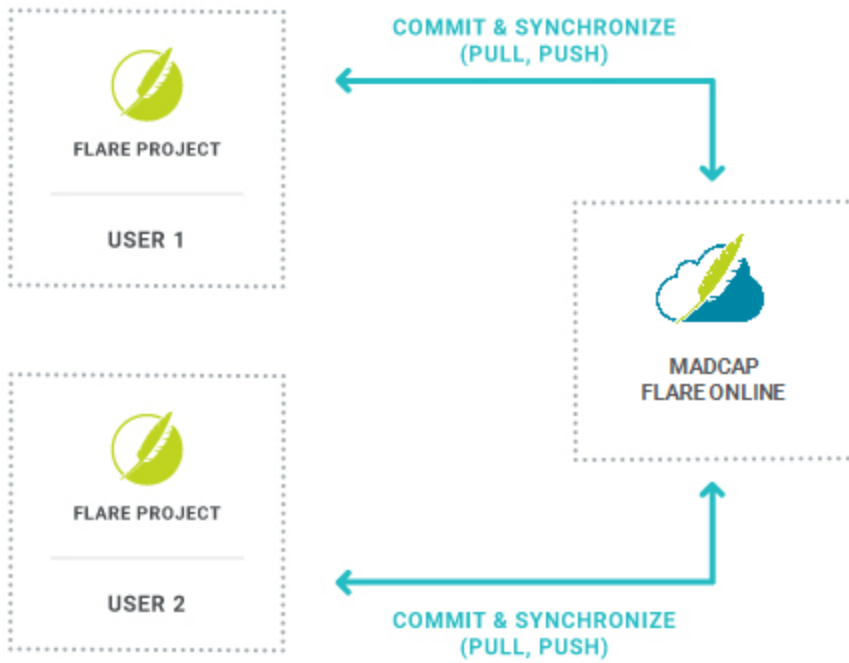 COMMIT & SYNCHRONIZE
(PULL, PUSH)
FLARE PROJECT
USER 1
MADCAP
FLARE ONLINE
FLARE PROJECT
USER 2
COMMIT & SYNCHRONIZE
(PULL, PUSH)